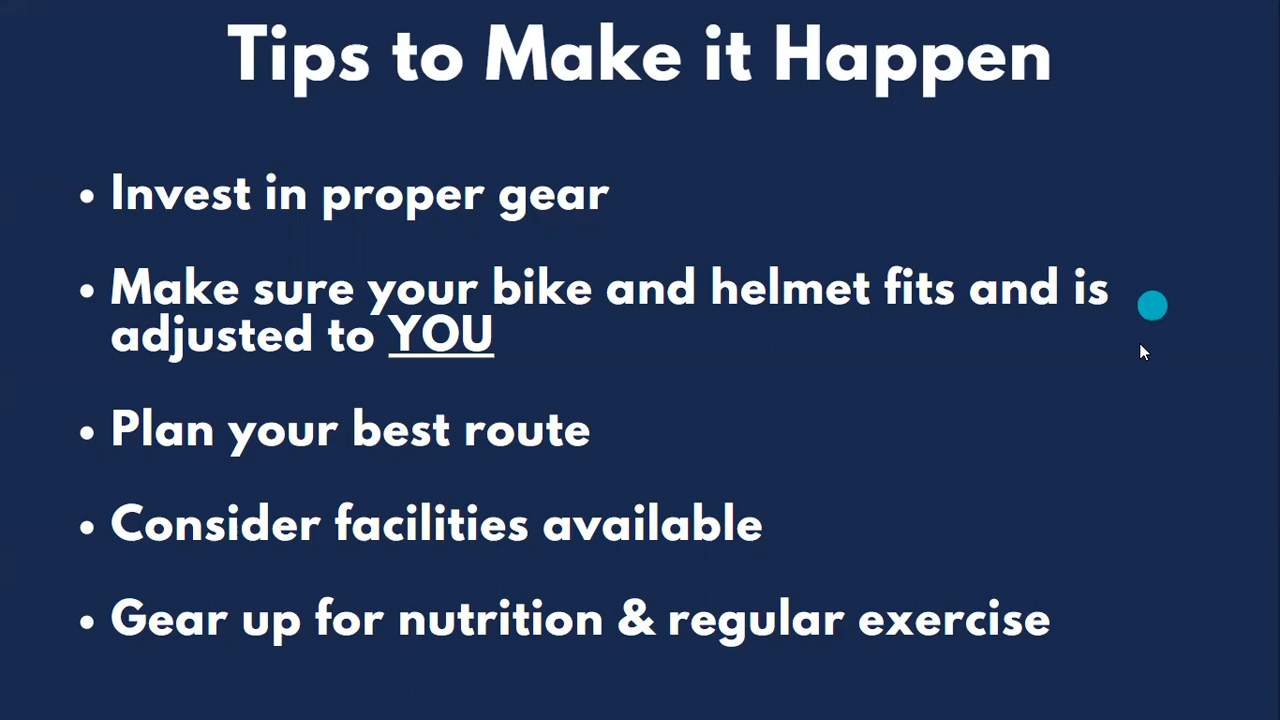 Tips to Make it Happen
• Invest in proper gear
• Make sure your bike and helmet fits and is
adjusted to YOU
• Plan your best route
• Consider facilities available
• Gear up for nutrition & regular exercise